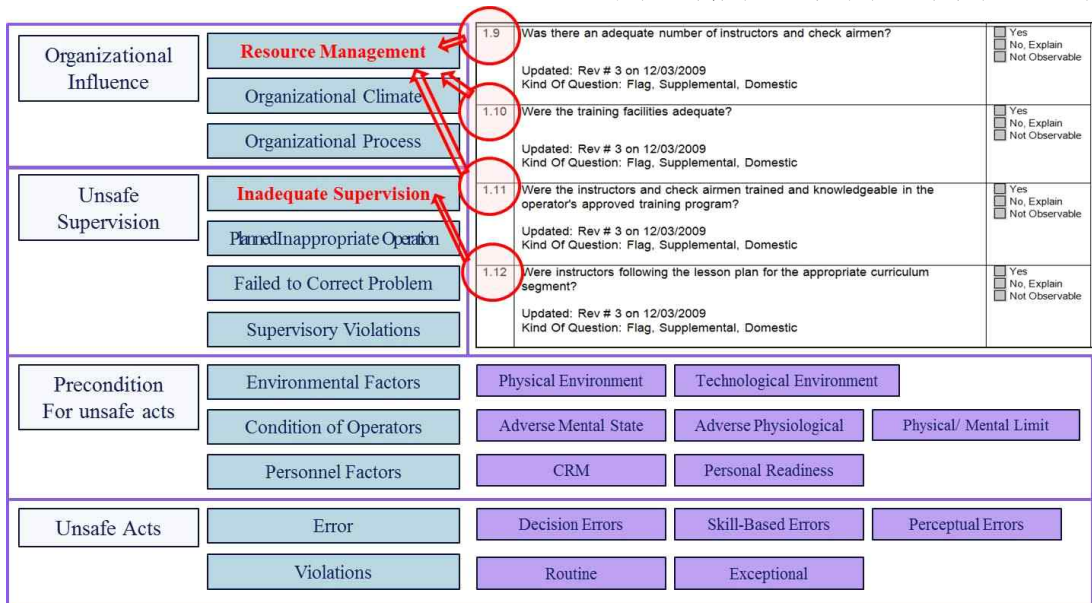 Organizational
Influence
Resource Management
Organizational Climate
Organizational Process
1.9 Was there an adequate number of instructors and check airmen?
Updated: Rev # 3 on 12/03/2009
Kind Of Question: Flag, Supplemental, Domestic
Yes
No, Explain
Not Observable
1.10 Were the training facilities adequate?
Updated: Rev # 3 on 12/03/2009
Kind Of Question: Flag, Supplemental, Domestic
Yes
No, Explain
Not Observable
Unsafe
Supervision
Inadequate Supervision
Planned Inappropriate Operation
Failed to Correct Problem
Supervisory Violations
1.11 Were the instructors and check airmen trained and knowledgeable in the
operator's approved training program?
Updated: Rev # 3 on 12/03/2009
Kind Of Question: Flag, Supplemental, Domestic
Yes
No, Explain
Not Observable
1.12 Were instructors following the lesson plan for the appropriate curriculum
segment?
Updated: Rev # 3 on 12/03/2009
Kind Of Question: Flag, Supplemental, Domestic
Yes
No, Explain
Not Observable
Precondition
For unsafe acts
Environmental Factors
Physical Environment
Technological Environment
Condition of Operators
Adverse Mental State
Adverse Physiological
Physical/ Mental Limit
Personnel Factors
CRM
Personal Readiness
Unsafe Acts
Error
Decision Errors
Skill-Based Errors
Perceptual Errors
Violations
Routine
Exceptional